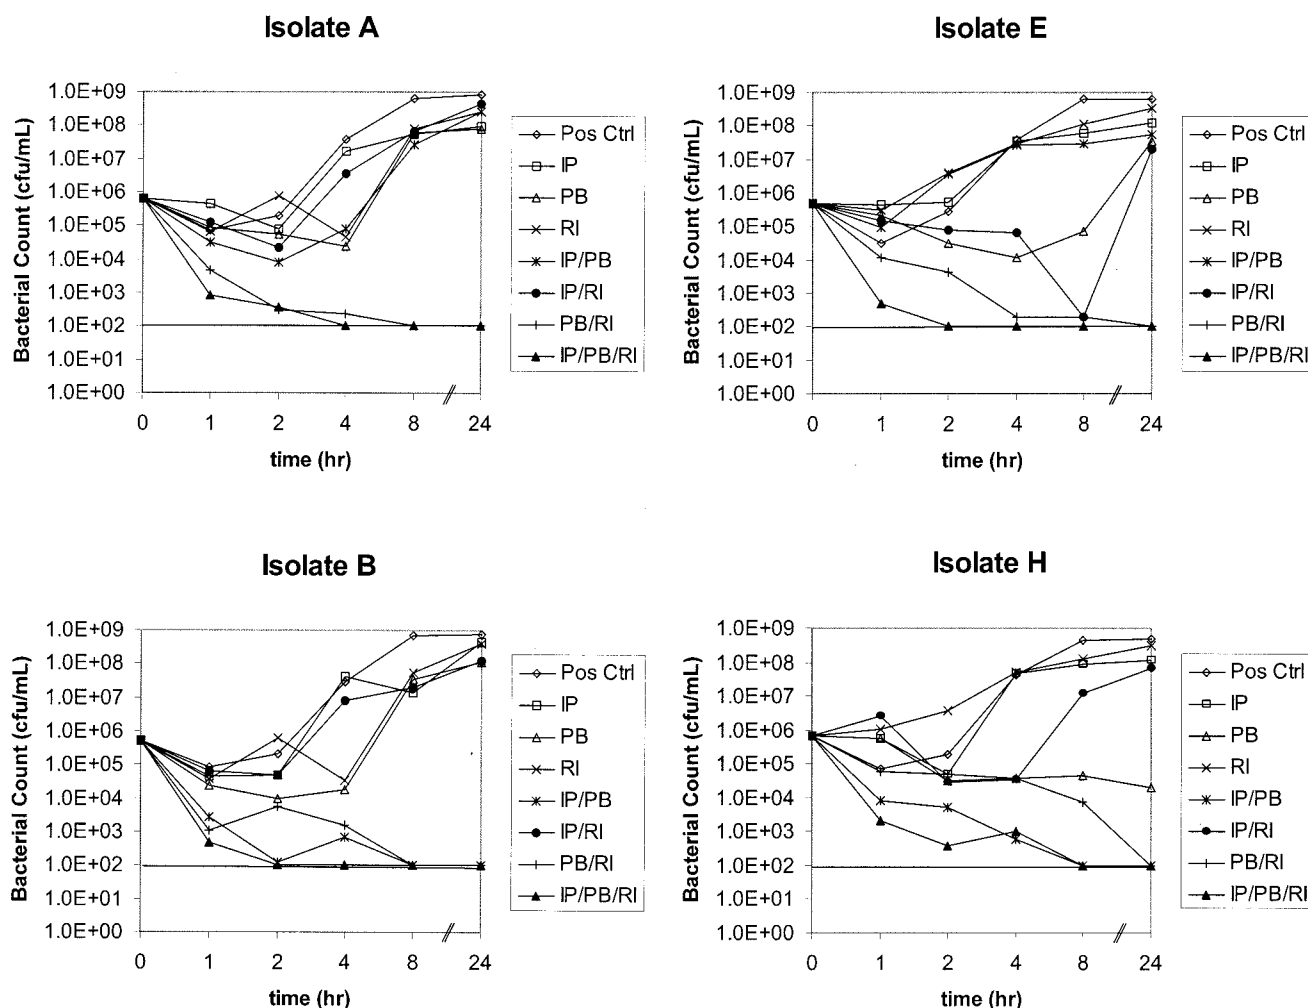 Isolate A
Bacterial Count (cfu/mL)
1.0E+09
1.0E+08
1.0E+07
1.0E+06
1.0E+05
1.0E+04
1.0E+03
1.0E+02
1.0E+01
1.0E+00
0 1 2 4 8 24
time (hr)
Pos Ctrl
IP
PB
RI
IP/PB
IP/RI
PB/RI
IP/PB/RI
Isolate E
Bacterial Count (cfu/mL)
1.0E+09
1.0E+08
1.0E+07
1.0E+06
1.0E+05
1.0E+04
1.0E+03
1.0E+02
1.0E+01
1.0E+00
0 1 2 4 8 24
time (hr)
Pos Ctrl
IP
PB
RI
IP/PB
IP/RI
PB/RI
IP/PB/RI
Isolate B
Bacterial Count (cfu/mL)
1.0E+09
1.0E+08
1.0E+07
1.0E+06
1.0E+05
1.0E+04
1.0E+03
1.0E+02
1.0E+01
1.0E+00
0 1 2 4 8 24
time (hr)
Pos Ctrl
IP
PB
RI
IP/PB
IP/RI
PB/RI
IP/PB/RI
Isolate H
Bacterial Count (cfu/mL)
1.0E+09
1.0E+08
1.0E+07
1.0E+06
1.0E+05
1.0E+04
1.0E+03
1.0E+02
1.0E+01
1.0E+00
0 1 2 4 8 24
time (hr)
Pos Ctrl
IP
PB
RI
IP/PB
IP/RI
PB/RI
IP/PB/RI